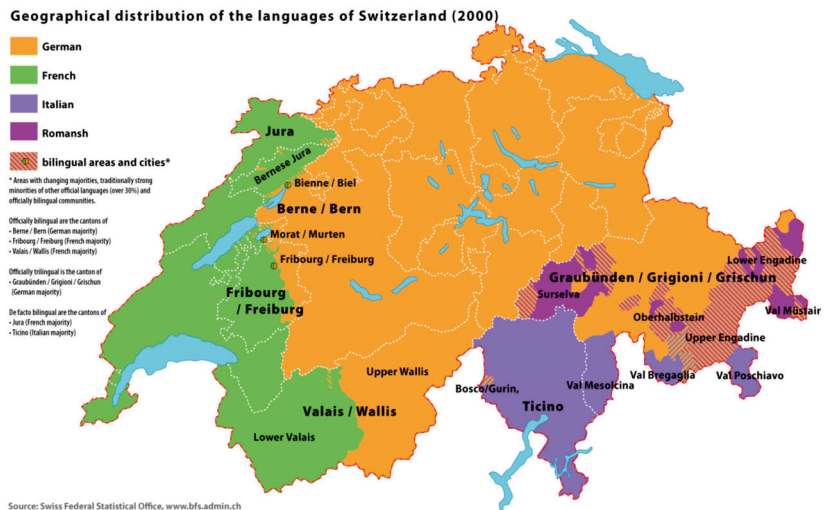 Geographical distribution of the languages of Switzerland (2000)
German
French
Italian
Romansh
bilingual areas and cities*
* Areas with changing majorities, traditionally strong
minorities of other official languages (over 30%) and
officially bilingual communities.
Officially bilingual are the cantons of
• Berne / Bern (German majority)
• Fribourg / Freiburg (French majority)
• Valais / Wallis (French majority)
Officially trilingual is the canton of
• Graubünden / Grigioni / Grischun
(German majority)
De facto bilingual are the cantons of
• Jura (French majority)
• Ticino (Italian majority)
Jura
Bernese Jura
Bienne / Biel
Berne / Bern
Morat / Murten
Fribourg / Freiburg
Fribourg
/ Freiburg
Lower Engadine
Graubünden / Grigioni / Grischun
Surselva
Val Müstair
Oberhalbstein
Upper Engadine
Upper Wallis
Val Bregaglia
Val Poschiavo
Bosco/Gurin,
Val Mesolcina
Valais / Wallis
Ticino
Lower Valais
Source: Swiss Federal Statistical Office, www.bfs.admin.ch